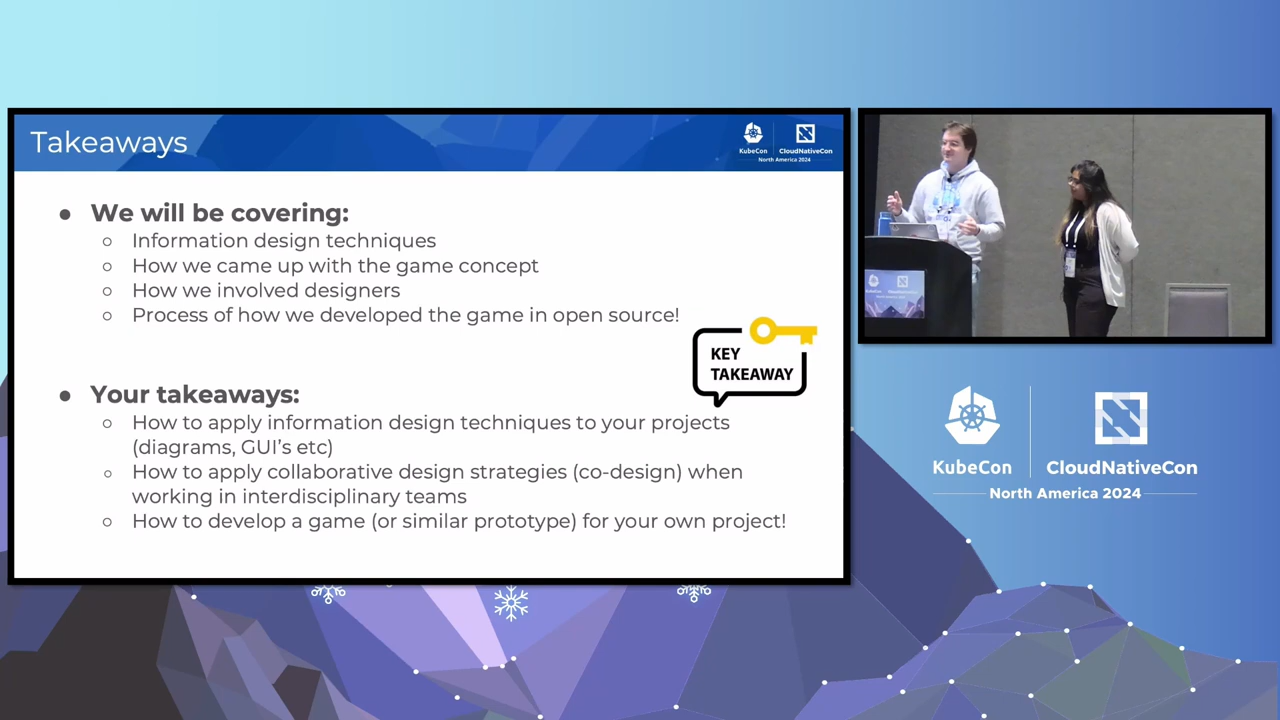 Takeaways
KubeCon
CloudNativeCon
North America 2024
● We will be covering:
○ Information design techniques
○ How we came up with the game concept
○ How we involved designers
○ Process of how we developed the game in open source!
KEY
TAKEAWAY
● Your takeaways:
○ How to apply information design techniques to your projects
(diagrams, GUI's etc)
○ How to apply collaborative design strategies (co-design) when
working in interdisciplinary teams
○ How to develop a game (or similar prototype) for your own project!
KubeCon
CloudNativeCon
North America 2024